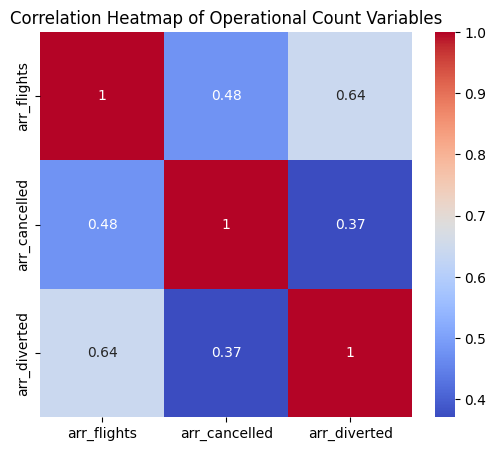 Correlation Heatmap of Operational Count Variables
arr_flights
1
0.48
0.64
arr_cancelled
0.48
1
0.37
arr_diverted
0.64
0.37
1
arr_flights
arr_cancelled
arr_diverted
1.0
0.9
0.8
0.7
0.6
0.5
0.4